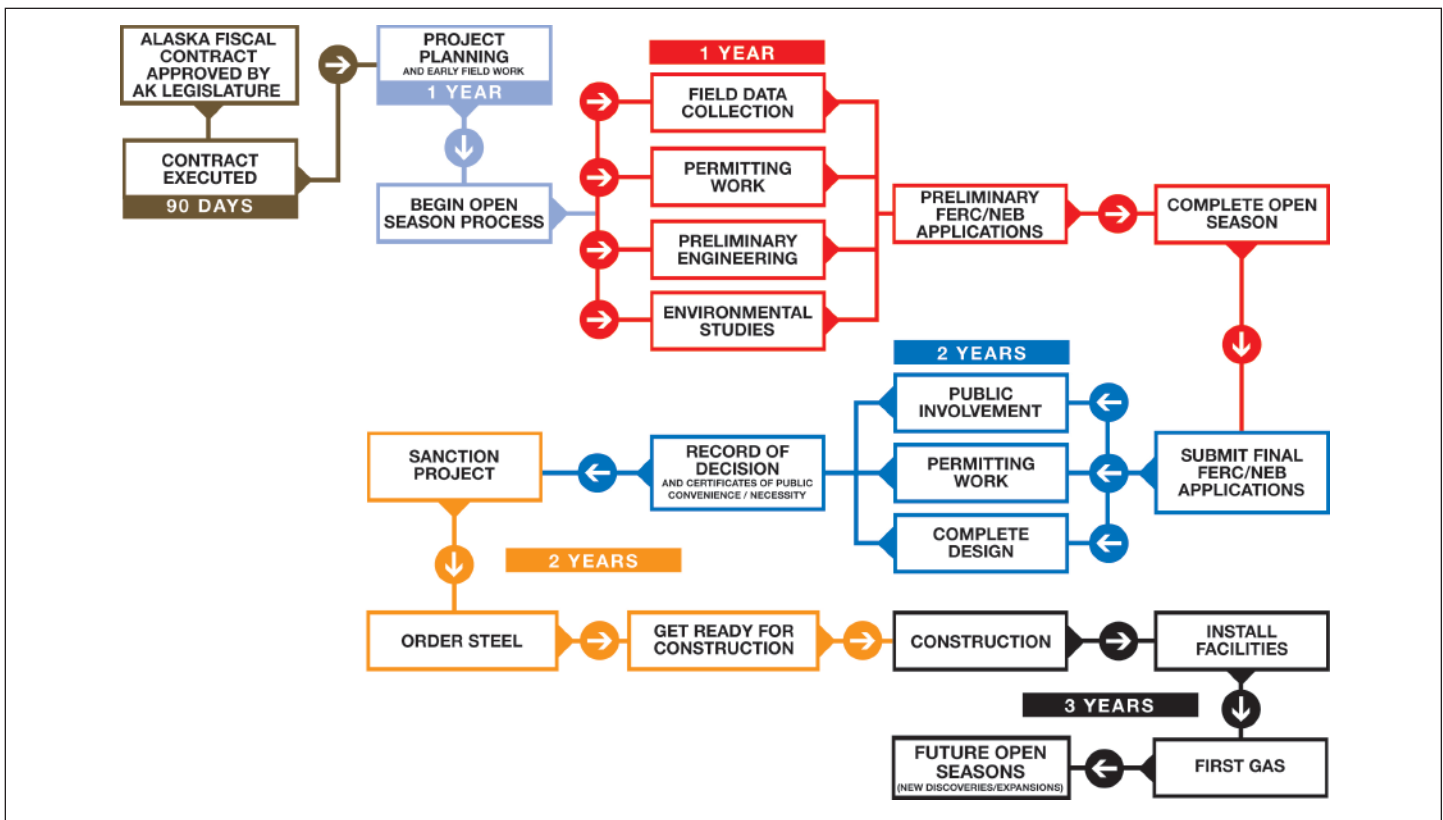 ALASKA FISCAL
CONTRACT
APPROVED BY
AK LEGISLATURE
CONTRACT
EXECUTED
90 DAYS
PROJECT
PLANNING
AND EARLY FIELD WORK
1 YEAR
BEGIN OPEN
SEASON PROCESS
1 YEAR
FIELD DATA
COLLECTION
PERMITTING
WORK
PRELIMINARY
ENGINEERING
ENVIRONMENTAL
STUDIES
PRELIMINARY
FERC/NEB
APPLICATIONS
COMPLETE OPEN
SEASON
SUBMIT FINAL
FERC/NEB
APPLICATIONS
2 YEARS
PUBLIC
INVOLVEMENT
PERMITTING
WORK
COMPLETE
DESIGN
RECORD OF
DECISION
AND CERTIFICATES OF PUBLIC
CONVENIENCE / NECESSITY
SANCTION
PROJECT
2 YEARS
ORDER STEEL
GET READY FOR
CONSTRUCTION
CONSTRUCTION
INSTALL
FACILITIES
3 YEARS
FIRST GAS
FUTURE OPEN
SEASONS
(NEW DISCOVERIES/EXPANSIONS)